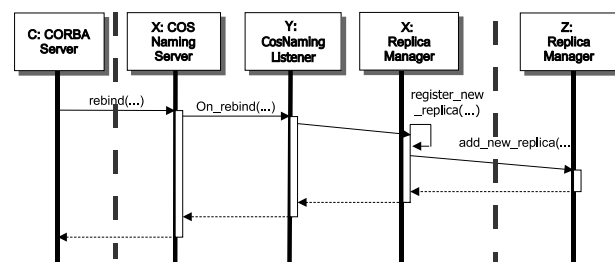 C: CORBA
Server
X: COS
Naming
Server
Y:
CosNaming
Listener
X:
Replica
Manager
Z:
Replica
Manager
rebind(...)
On_rebind(...)
register_new
_replica(...)
add_new_replica(...